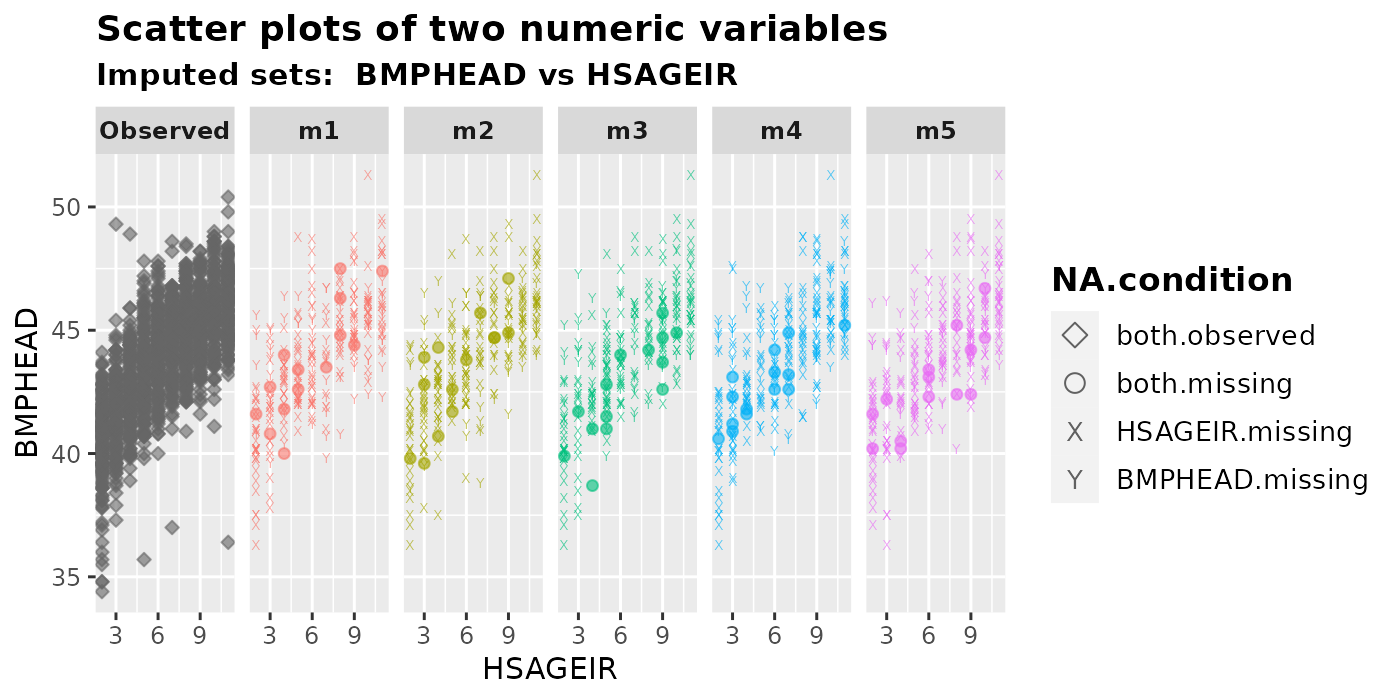 Scatter plots of two numeric variables
Imputed sets:  BMPHEAD vs HSAGEIR
Observed m1 m2 m3 m4 m5
50
45
40
35
BMPHEAD
3 6 9 3 6 9 3 6 9 3 6 9 3 6 9 3 6 9
HSAGEIR
NA.condition
both.observed
both.missing
X HSAGEIR.missing
Y BMPHEAD.missing